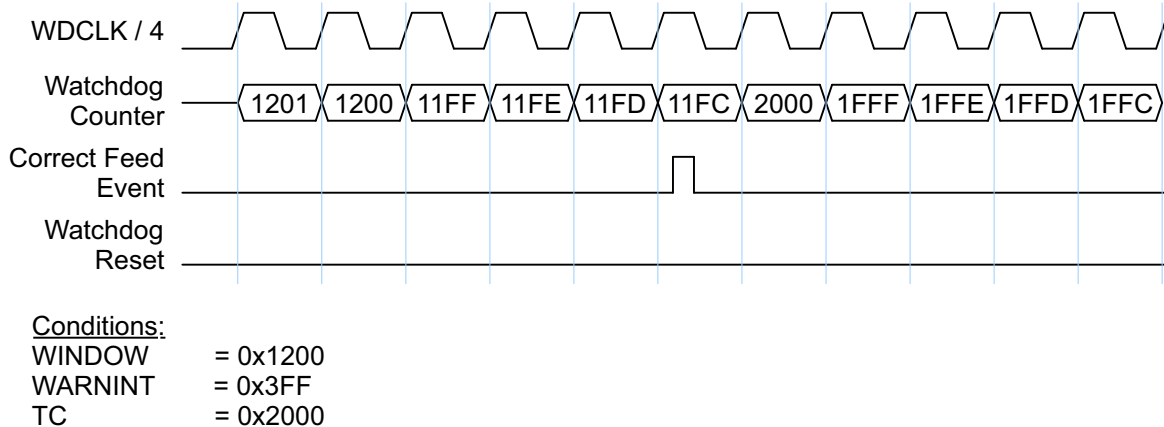 WDCLK / 4
Watchdog
Counter
1201 1200 11FF 11FE 11FD 11FC 2000 1FFF 1FFE 1FFD 1FFC
Correct Feed
Event
Watchdog
Reset
Conditions:
WINDOW = 0x1200
WARNINT = 0x3FF
TC = 0x2000